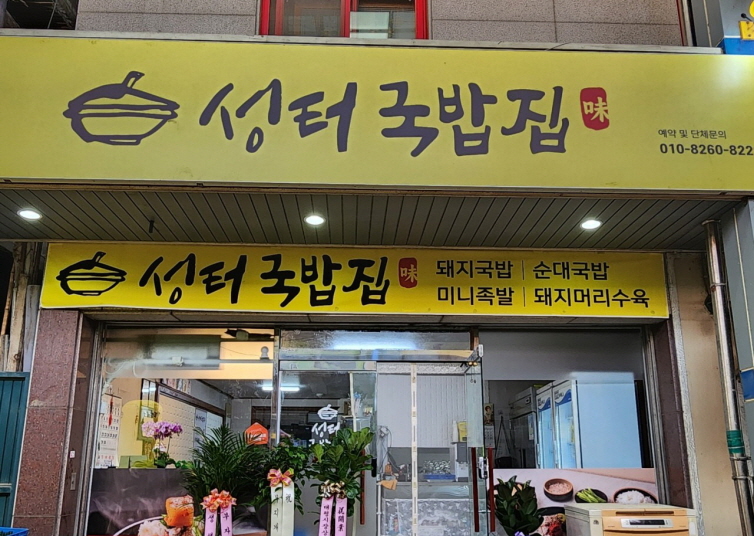 성터 국밥집 味
예약 및 단체문의
010-8260-822
성터 국밥집 味 돼지국밥 | 순대국밥
미니족발 | 돼지머리수육
성터